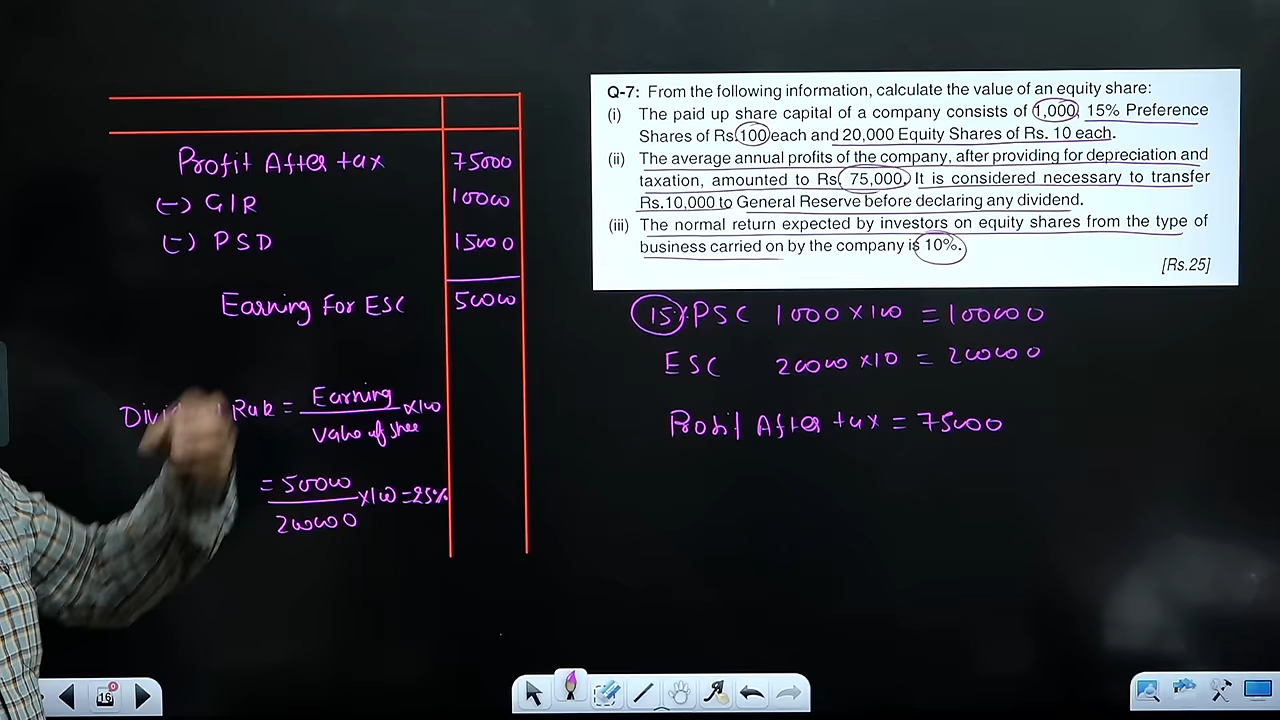 Profit After tax 75000
(-) G/R 10000
(-) PSD 15000
Earning For ESC 50000
Rate = Earning / Value of share × 100
= 50000 / 200000 × 100 = 25%
Q-7: From the following information, calculate the value of an equity share:
(i) The paid up share capital of a company consists of 1,000, 15% Preference
Shares of Rs.100 each and 20,000 Equity Shares of Rs. 10 each.
(ii) The average annual profits of the company, after providing for depreciation and
taxation, amounted to Rs. 75,000. It is considered necessary to transfer
Rs.10,000 to General Reserve before declaring any dividend.
(iii) The normal return expected by investors on equity shares from the type of
business carried on by the company is 10%.
[Rs.25]
15% PSC 1000 × 100 = 100000
ESC 20000 × 10 = 200000
Profit After tax = 75000
16